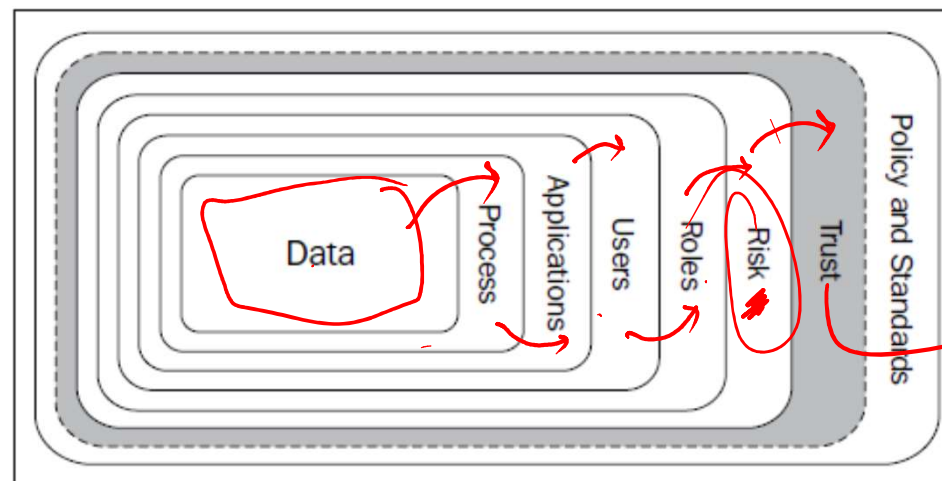 Data
Process
Applications
Users
Roles
Risk
Trust
Policy and Standards